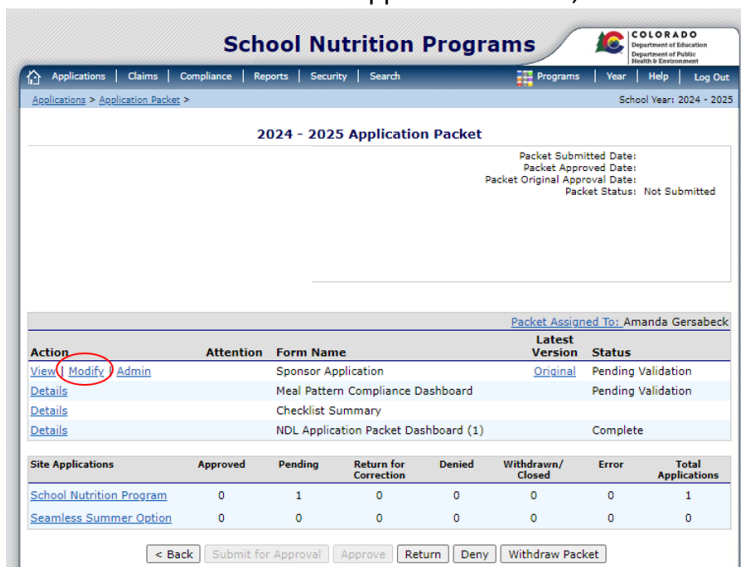 School Nutrition Programs
COLORADO
Department of Education
Department of Public
Health & Environment
Applications | Claims | Compliance | Reports | Security | Search Programs | Year | Help | Log Out
Applications > Application Packet > School Year: 2024 - 2025
2024 - 2025 Application Packet
Packet Submitted Date:
Packet Approved Date:
Packet Original Approval Date:
Packet Status: Not Submitted
Packet Assigned To: Amanda Gersabeck
Action Attention Form Name Latest Version Status
View | Modify | Admin Sponsor Application Original Pending Validation
Details Meal Pattern Compliance Dashboard Pending Validation
Details Checklist Summary
Details NDL Application Packet Dashboard (1) Complete
Site Applications Approved Pending Return for Correction Denied Withdrawn/ Closed Error Total Applications
School Nutrition Program 0 1 0 0 0 0 1
Seamless Summer Option 0 0 0 0 0 0 0
< Back Submit for Approval Approve Return Deny Withdraw Packet